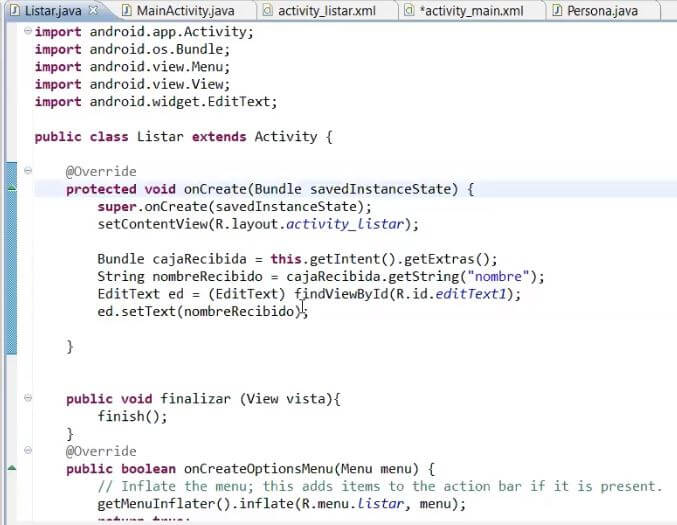 Listar.java MainActivity.java activity_listar.xml *activity_main.xml Persona.java
import android.app.Activity;
import android.os.Bundle;
import android.view.Menu;
import android.view.View;
import android.widget.EditText;
public class Listar extends Activity {
@Override
protected void onCreate(Bundle savedInstanceState) {
super.onCreate(savedInstanceState);
setContentView(R.layout.activity_listar);
Bundle cajaRecibida = this.getIntent().getExtras();
String nombreRecibido = cajaRecibida.getString("nombre");
EditText ed = (EditText) findViewById(R.id.editText1);
ed.setText(nombreRecibido);
}
public void finalizar (View vista){
finish();
}
@Override
public boolean onCreateOptionsMenu(Menu menu) {
// Inflate the menu; this adds items to the action bar if it is present.
getMenuInflater().inflate(R.menu.listar, menu);
return true;